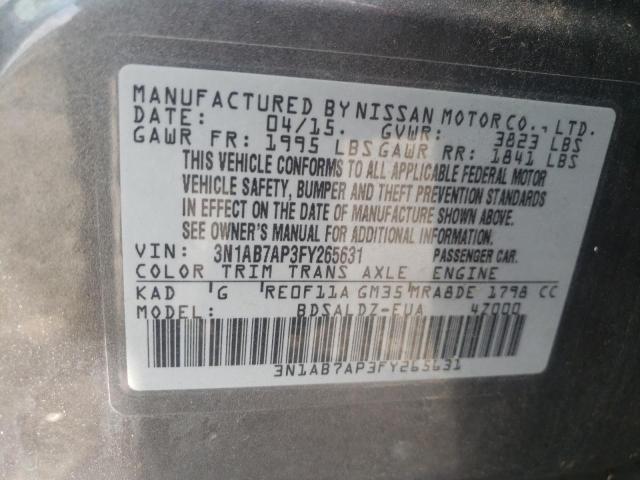 MANUFACTURED BY NISSAN MOTOR CO., LTD.
DATE: 04/15. GVWR: 3823 LBS
GAWR FR: 1995 LBS GAWR RR: 1841 LBS
THIS VEHICLE CONFORMS TO ALL APPLICABLE FEDERAL MOTOR
VEHICLE SAFETY, BUMPER AND THEFT PREVENTION STANDARDS
IN EFFECT ON THE DATE OF MANUFACTURE SHOWN ABOVE.
SEE OWNER'S MANUAL FOR ADDITIONAL INFORMATION.
VIN: 3N1AB7AP3FY265631 PASSENGER CAR.
COLOR TRIM TRANS AXLE ENGINE
KAD G RE0F11A GM35 MRA8DE 1798 CC
MODEL: BDSALDZ-EUA 47000
3N1AB7AP3FY265631